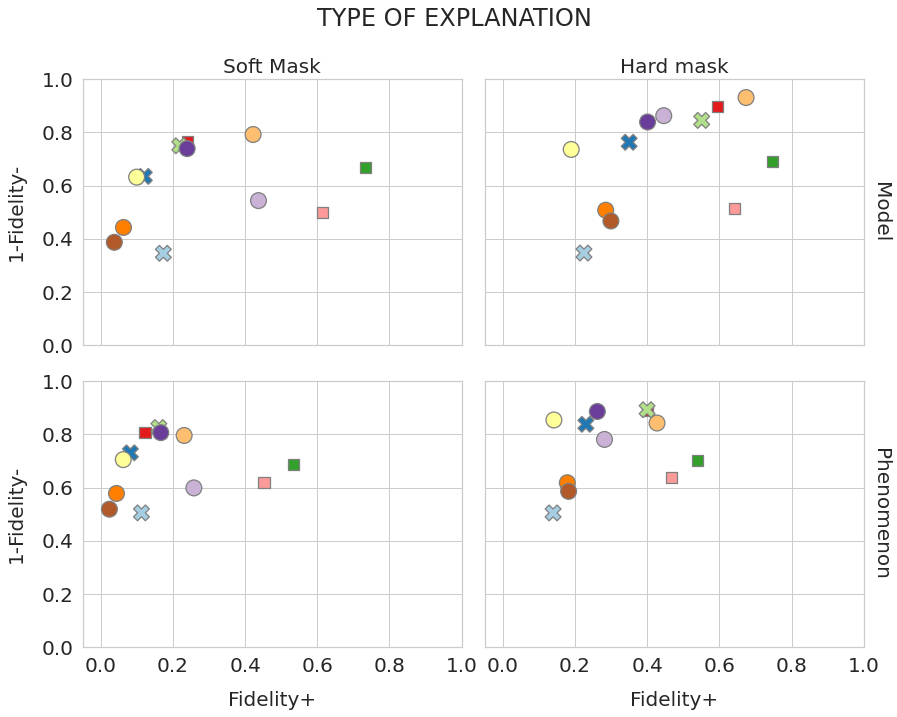 TYPE OF EXPLANATION
Soft Mask
Hard mask
1.0
0.8
0.6
0.4
0.2
0.0
1-Fidelity-
Model
1.0
0.8
0.6
0.4
0.2
0.0
1-Fidelity-
Phenomenon
0.0 0.2 0.4 0.6 0.8 1.0
0.0 0.2 0.4 0.6 0.8 1.0
Fidelity+
Fidelity+